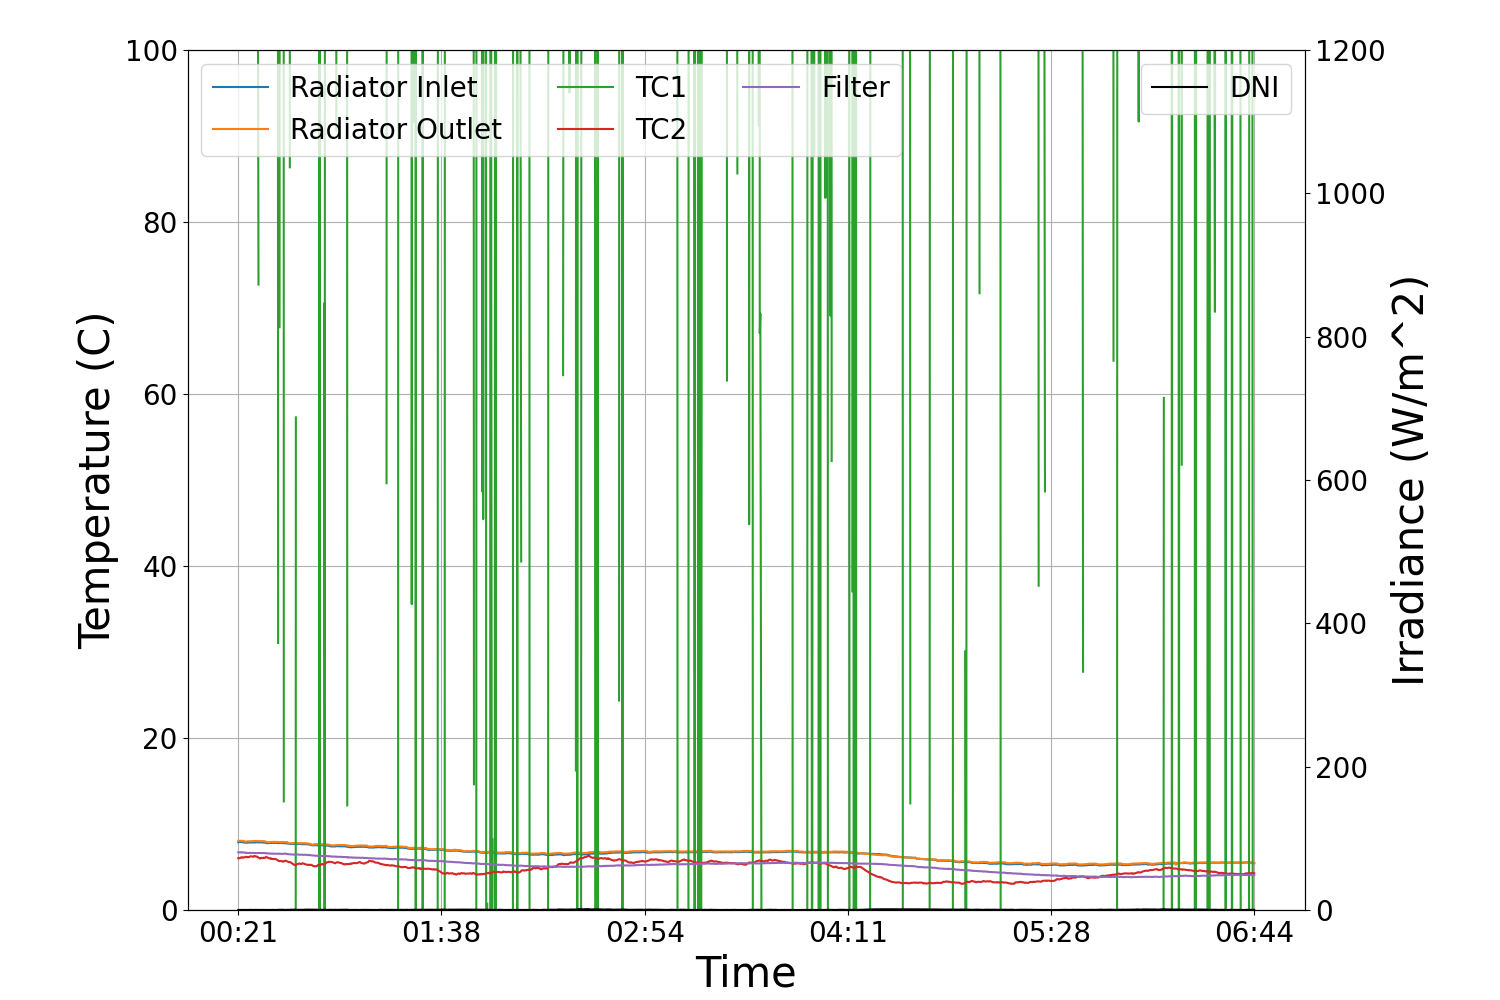 100
80
60
40
20
0
Temperature (C)
Radiator Inlet
Radiator Outlet
TC1
TC2
Filter
DNI
1200
1000
800
600
400
200
0
Irradiance (W/m^2)
00:21 01:38 02:54 04:11 05:28 06:44
Time